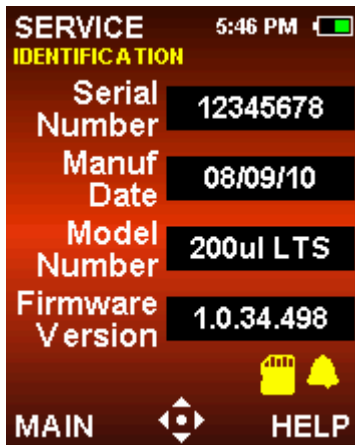 SERVICE 5:46 PM
IDENTIFICATION
Serial
Number 12345678
Manuf
Date 08/09/10
Model
Number 200ul LTS
Firmware
Version 1.0.34.498
MAIN HELP